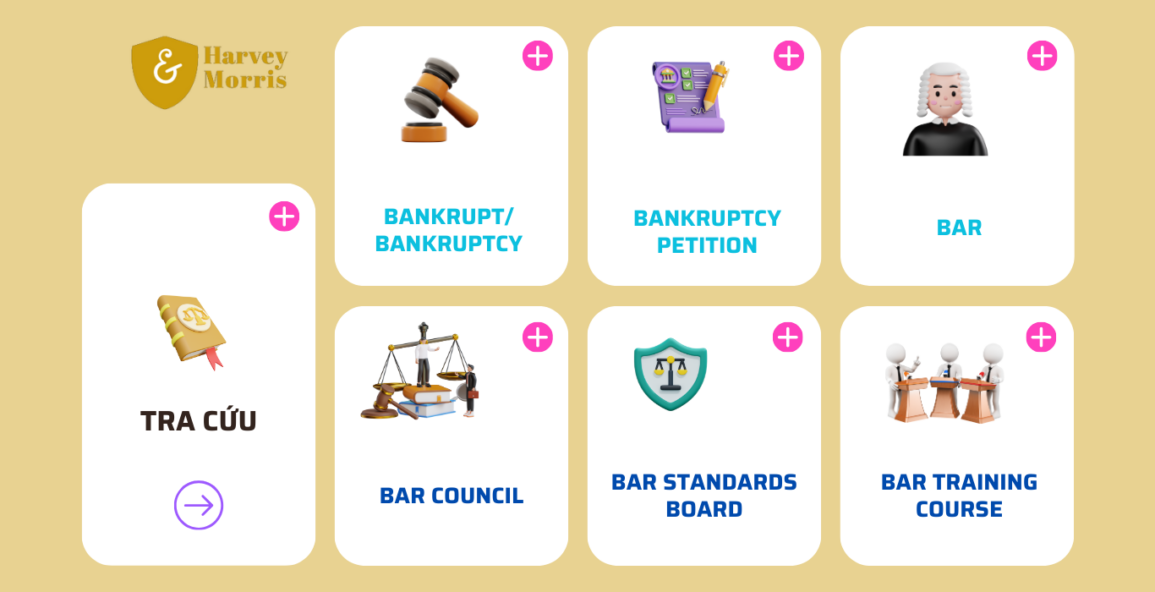 &
Harvey
Morris
BANKRUPT/
BANKRUPTCY
BANKRUPTCY
PETITION
BAR
TRA CỨU
BAR COUNCIL
BAR STANDARDS
BOARD
BAR TRAINING
COURSE